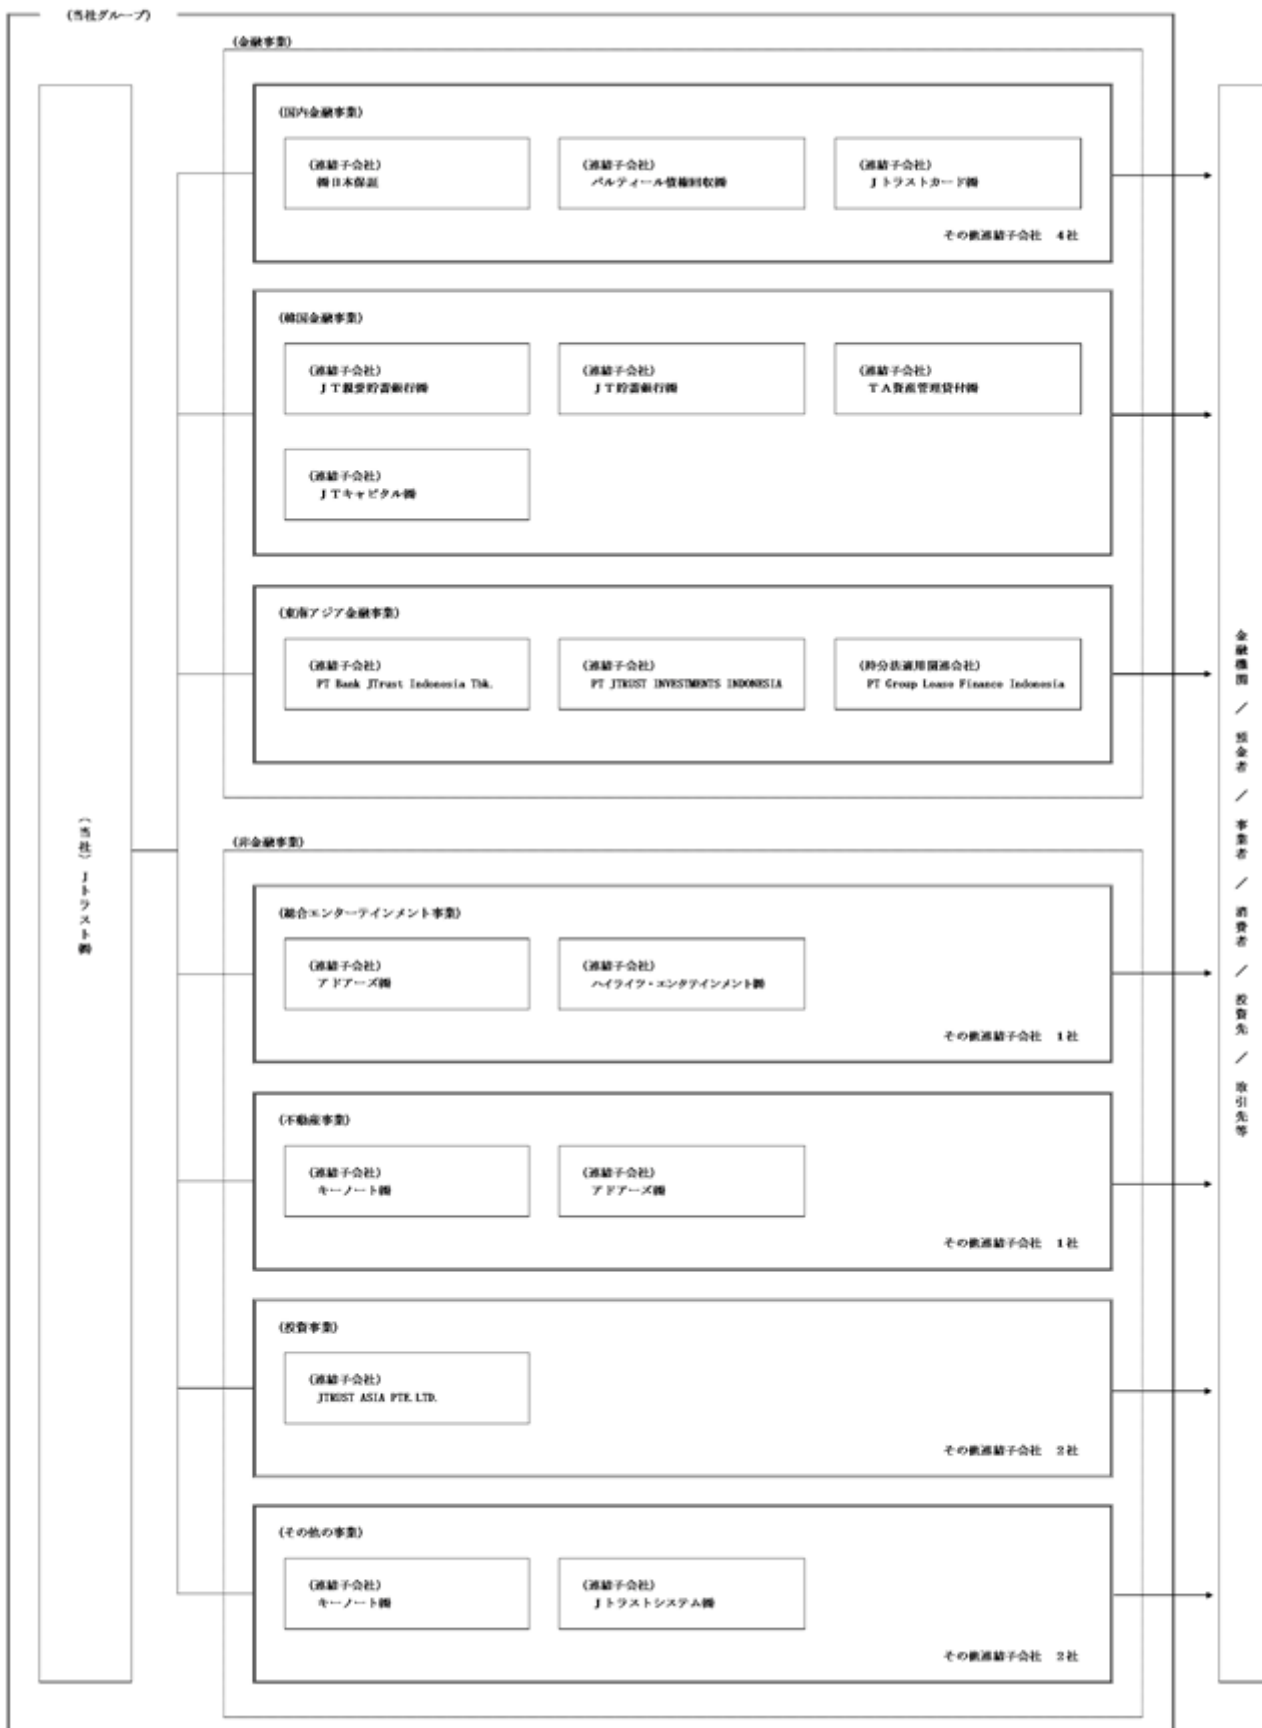 (当社グループ)
(金融事業)
(国内金融事業)
(連結子会社)
㈱日本保証
(連結子会社)
パルティール債権回収㈱
(連結子会社)
Jトラストカード㈱
その他連結子会社 4社
(韓国金融事業)
(連結子会社)
JT親愛貯蓄銀行㈱
(連結子会社)
JT貯蓄銀行㈱
(連結子会社)
TA資産管理貸付㈱
(連結子会社)
JTキャピタル㈱
(東南アジア金融事業)
(連結子会社)
PT Bank JTrust Indonesia Tbk.
(連結子会社)
PT JTRUST INVESTMENTS INDONESIA
(持分法適用関連会社)
PT Group Lease Finance Indonesia
(当社) Jトラスト㈱
(非金融事業)
(総合エンターテインメント事業)
(連結子会社)
アドアーズ㈱
(連結子会社)
ハイライツ・エンタテインメント㈱
その他連結子会社 1社
(不動産事業)
(連結子会社)
キーノート㈱
(連結子会社)
アドアーズ㈱
その他連結子会社 1社
(投資事業)
(連結子会社)
JTRUST ASIA PTE.LTD.
その他連結子会社 2社
(その他の事業)
(連結子会社)
キーノート㈱
(連結子会社)
Jトラストシステム㈱
その他連結子会社 2社
金融機関 / 預金者 / 事業者 / 消費者 / 投資先 / 取引先等